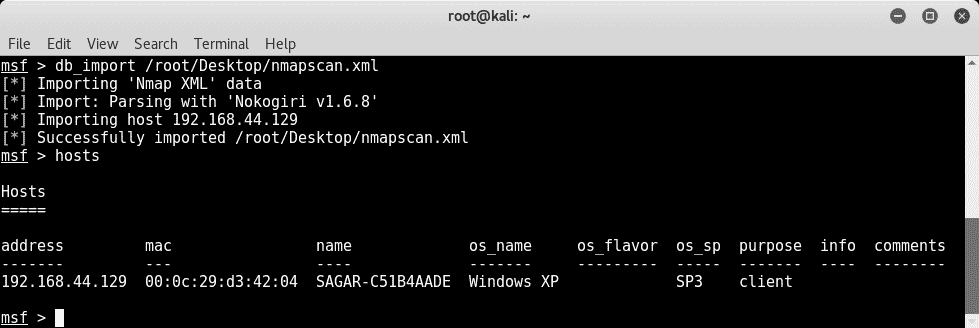 root@kali: ~
File Edit View Search Terminal Help
msf > db_import /root/Desktop/nmapscan.xml
[*] Importing 'Nmap XML' data
[*] Import: Parsing with 'Nokogiri v1.6.8'
[*] Importing host 192.168.44.129
[*] Successfully imported /root/Desktop/nmapscan.xml
msf > hosts
Hosts
=====
address mac name os_name os_flavor os_sp purpose info comments
------- --- ---- ------- --------- ----- ------- ---- --------
192.168.44.129 00:0c:29:d3:42:04 SAGAR-C51B4AADE Windows XP SP3 client
msf >